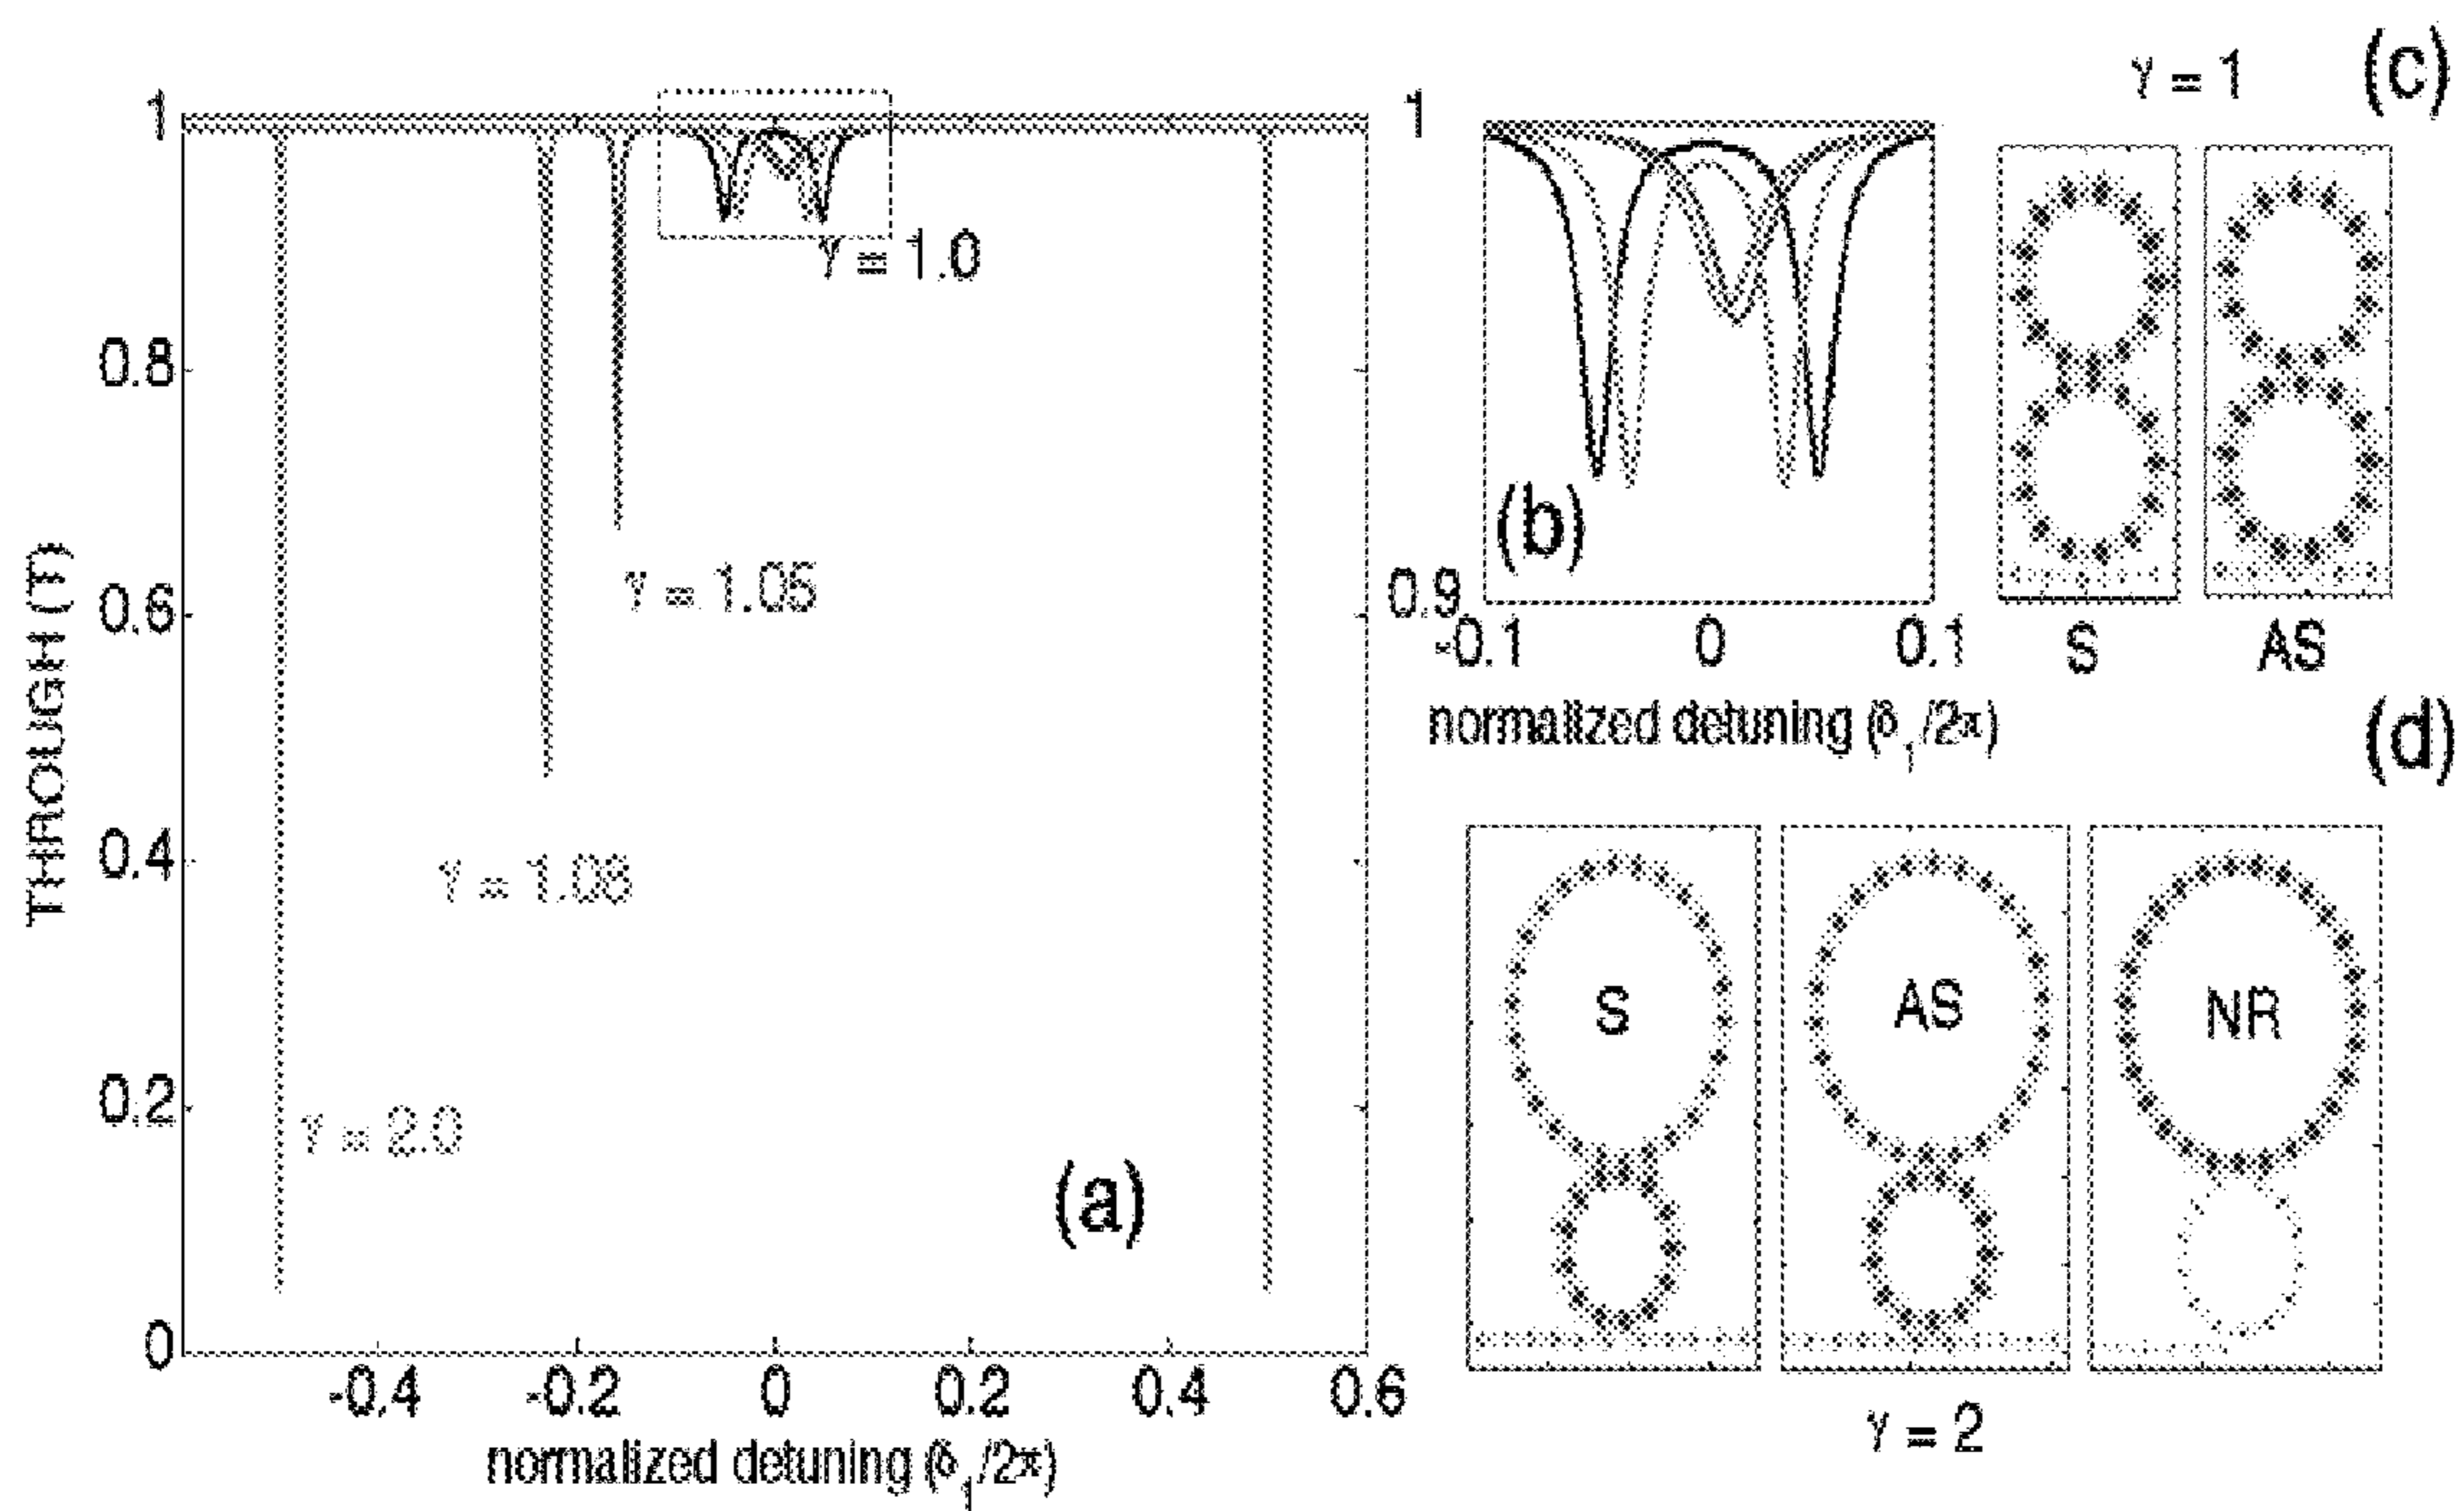 (a)
THROUGH (T)
1
0.8
0.6
0.4
0.2
0
-0.4 -0.2 0 0.2 0.4 0.6
normalized detuning (δ₁/2π)
γ = 1.0
γ = 1.05
γ = 1.08
γ = 2.0
(b)
1
0.9
-0.1 0 0.1
normalized detuning (δ₁/2π)
(c)
γ = 1
S AS
(d)
S AS NR
γ = 2